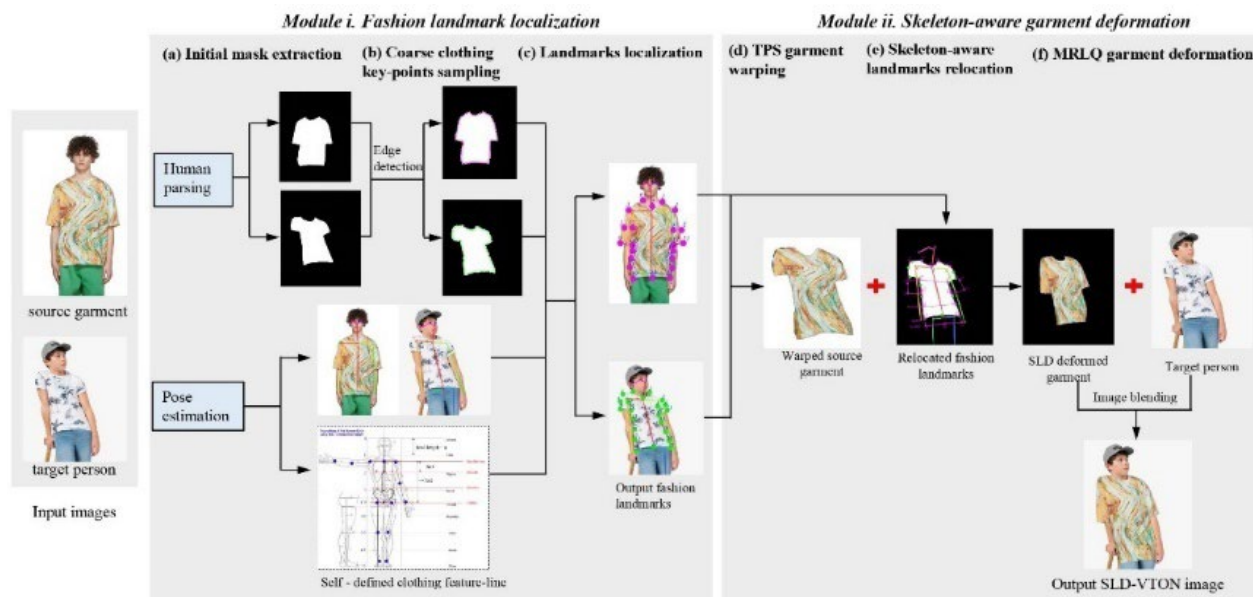 Module i. Fashion landmark localization
Module ii. Skeleton-aware garment deformation
(a) Initial mask extraction
(b) Coarse clothing
key-points sampling
(c) Landmarks localization
(d) TPS garment
warping
(e) Skeleton-aware
landmarks relocation
(f) MRLQ garment deformation
Human
parsing
Edge
detection
source garment
Pose
estimation
target person
Input images
Self - defined clothing feature-line
Output fashion
landmarks
Warped source
garment
Relocated fashion
landmarks
SLD deformed
garment
Target person
Image blending
Output SLD-VTON image